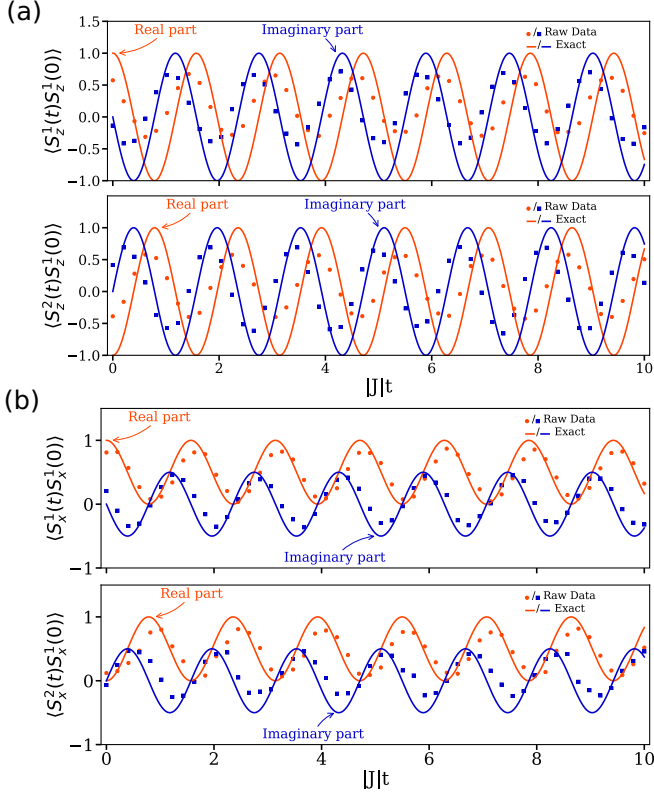 (a)
Real part
Imaginary part
●/■ Raw Data
─/─ Exact
⟨S_z^1(t)S_z^1(0)⟩
1.5
1.0
0.5
0.0
−0.5
−1.0
Real part
Imaginary part
●/■ Raw Data
─/─ Exact
⟨S_z^2(t)S_z^1(0)⟩
1.0
0.5
0.0
−0.5
−1.0
0 2 4 6 8 10
|J|t
(b)
Real part
Imaginary part
●/■ Raw Data
─/─ Exact
⟨S_x^1(t)S_x^1(0)⟩
1
0
−1
Real part
Imaginary part
●/■ Raw Data
─/─ Exact
⟨S_x^2(t)S_x^1(0)⟩
1
0
−1
0 2 4 6 8 10
|J|t